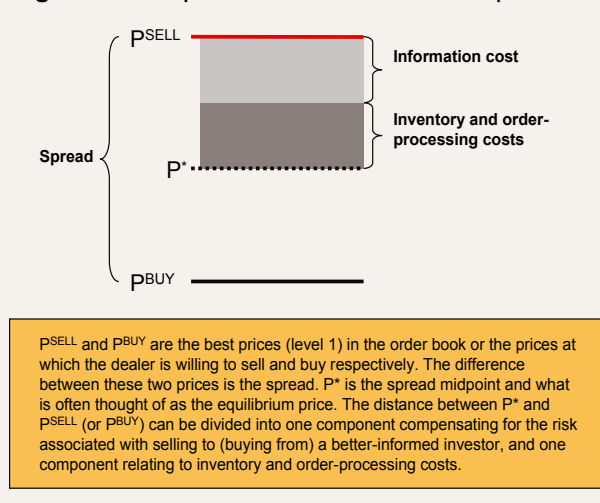 PSELL
Information cost
Inventory and order-
processing costs
Spread
P*
PBUY
PSELL and PBUY are the best prices (level 1) in the order book or the prices at
which the dealer is willing to sell and buy respectively. The difference
between these two prices is the spread. P* is the spread midpoint and what
is often thought of as the equilibrium price. The distance between P* and
PSELL (or PBUY) can be divided into one component compensating for the risk
associated with selling to (buying from) a better-informed investor, and one
component relating to inventory and order-processing costs.